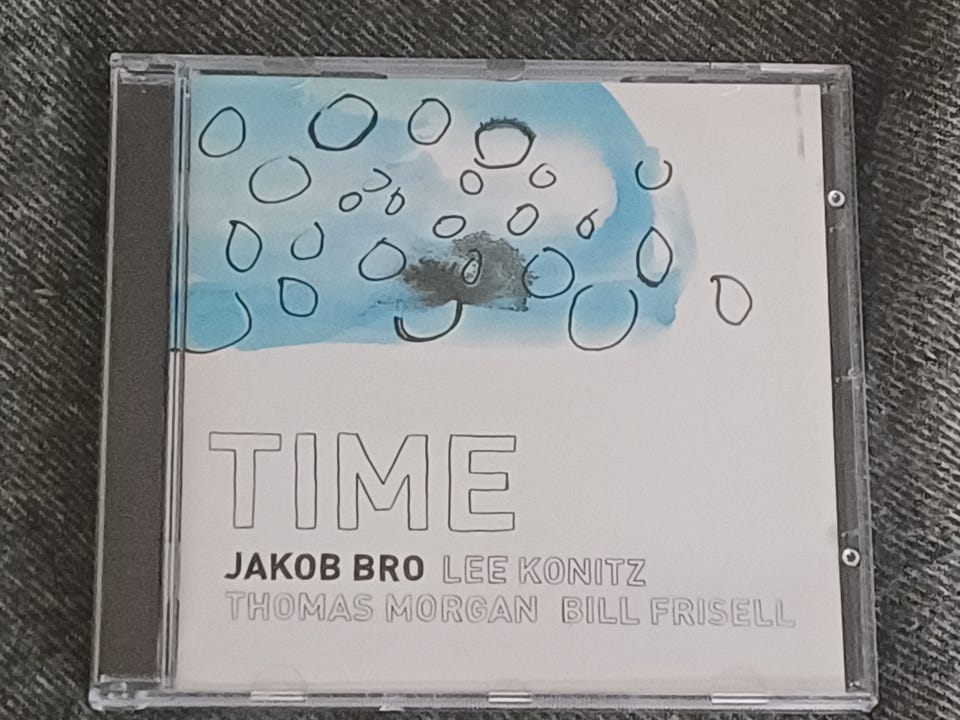 TIME
JAKOB BRO LEE KONITZ
THOMAS MORGAN BILL FRISELL